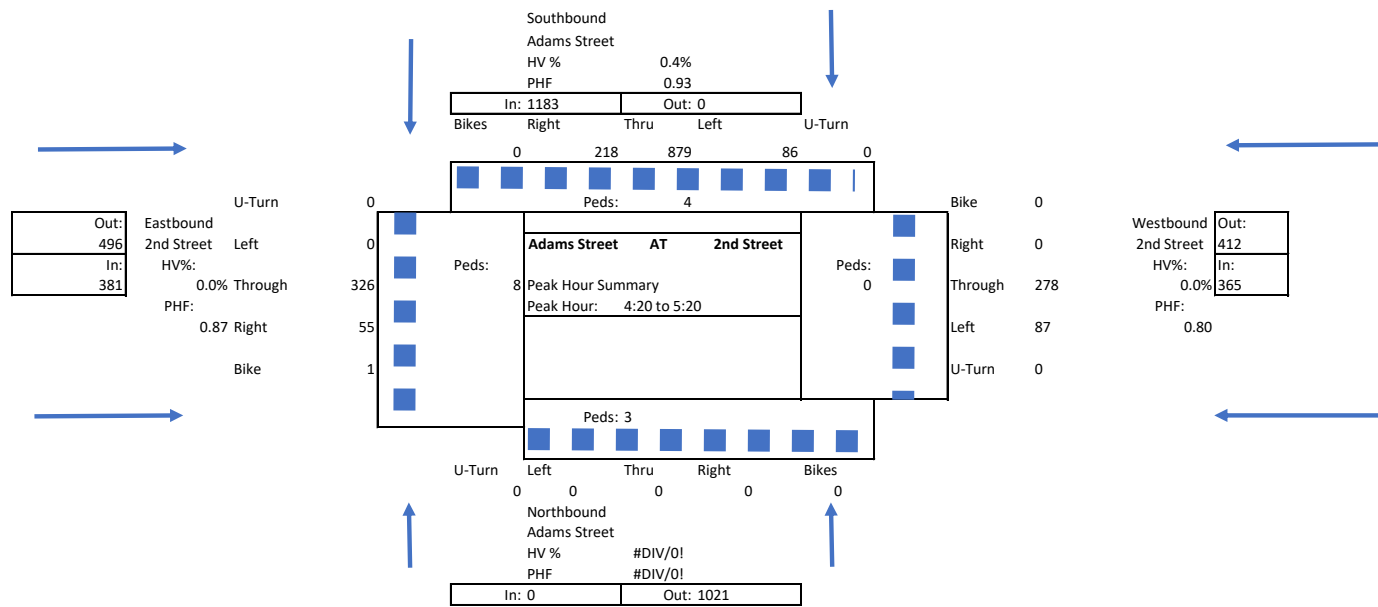 Southbound
Adams Street
HV % 0.4%
PHF 0.93
In: 1183 Out: 0
Bikes Right Thru Left U-Turn
0 218 879 86 0
Peds: 4
U-Turn 0
Out: Eastbound
496 2nd Street Left 0
In: HV%:
381 0.0% Through 326
PHF:
0.87 Right 55
Bike 1
Peds:
8
Adams Street AT 2nd Street
Peak Hour Summary
Peak Hour: 4:20 to 5:20
Peds:
0
Bike 0
Westbound Out:
Right 0 2nd Street 412
HV%: In:
Through 278 0.0% 365
PHF:
Left 87 0.80
U-Turn 0
Peds: 3
U-Turn Left Thru Right Bikes
0 0 0 0 0
Northbound
Adams Street
HV % #DIV/0!
PHF #DIV/0!
In: 0 Out: 1021